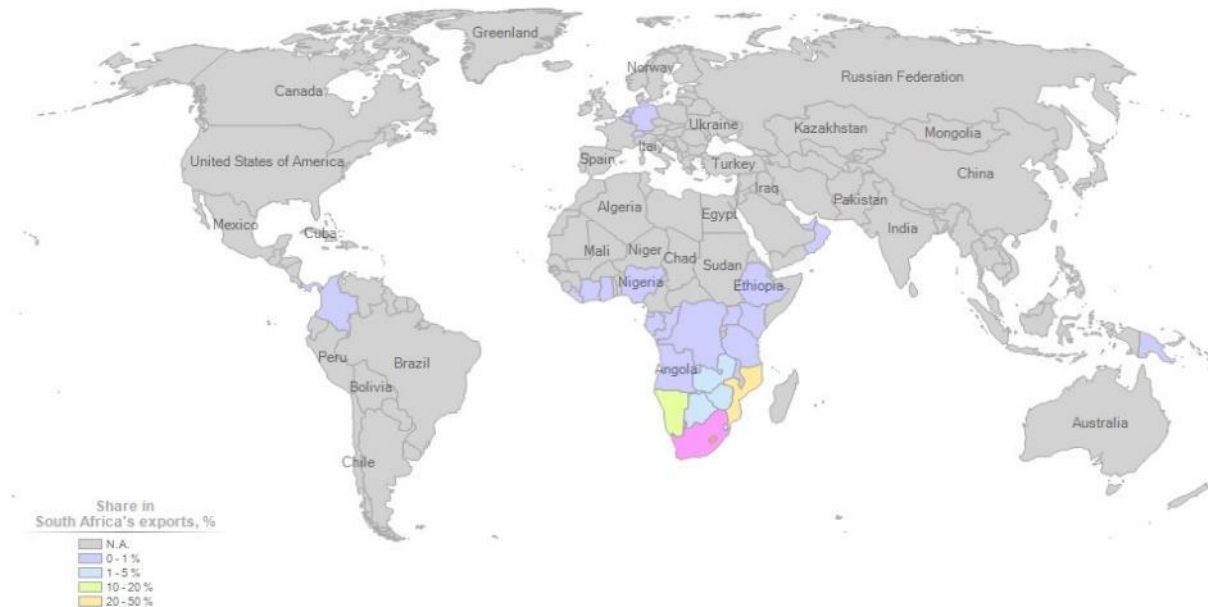 Greenland
Norway
Russian Federation
Canada
Ukraine
Kazakhstan
Mongolia
Italy
United States of America
Spain
Turkey
China
Iraq
Pakistan
Algeria
Egypt
Mexico
India
Cuba
Mali
Niger
Chad
Sudan
Nigeria
Ethiopia
Peru
Brazil
Angola
Bolivia
Australia
Chile
Share in
South Africa's exports, %
N.A.
0 - 1 %
1 - 5 %
10 - 20 %
20 - 50 %